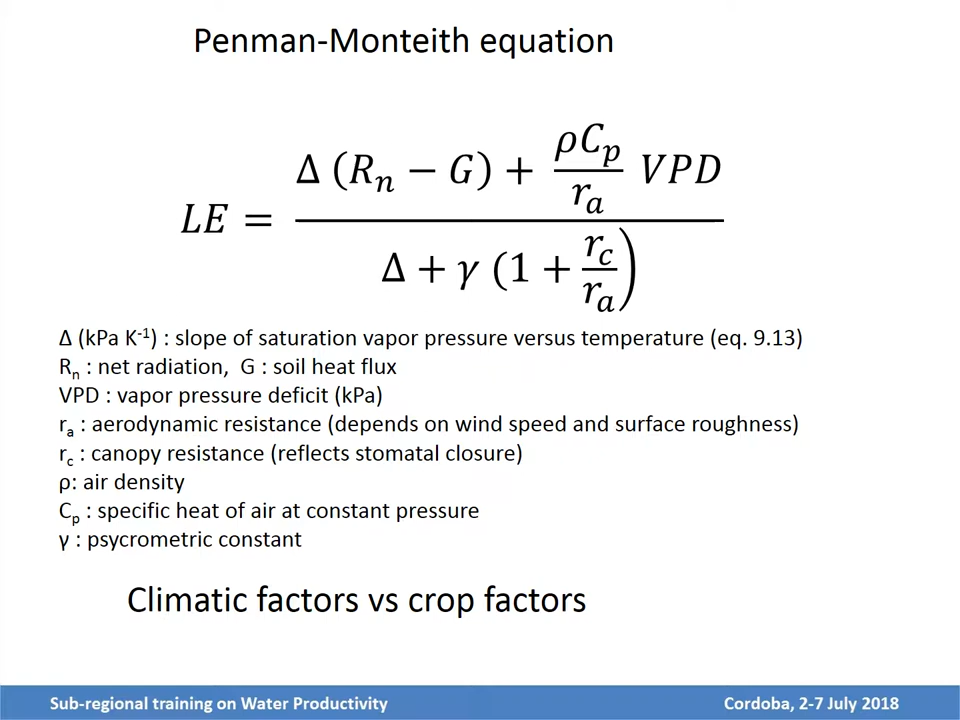 Penman-Monteith equation
LE = (Δ (Rₙ − G) + (ρCₚ / rₐ) VPD) / (Δ + γ (1 + r_c / rₐ))
Δ (kPa K⁻¹) : slope of saturation vapor pressure versus temperature (eq. 9.13)
Rₙ : net radiation, G : soil heat flux
VPD : vapor pressure deficit (kPa)
rₐ : aerodynamic resistance (depends on wind speed and surface roughness)
r_c : canopy resistance (reflects stomatal closure)
ρ: air density
Cₚ : specific heat of air at constant pressure
γ : psycrometric constant
Climatic factors vs crop factors
Sub-regional training on Water Productivity
Cordoba, 2-7 July 2018